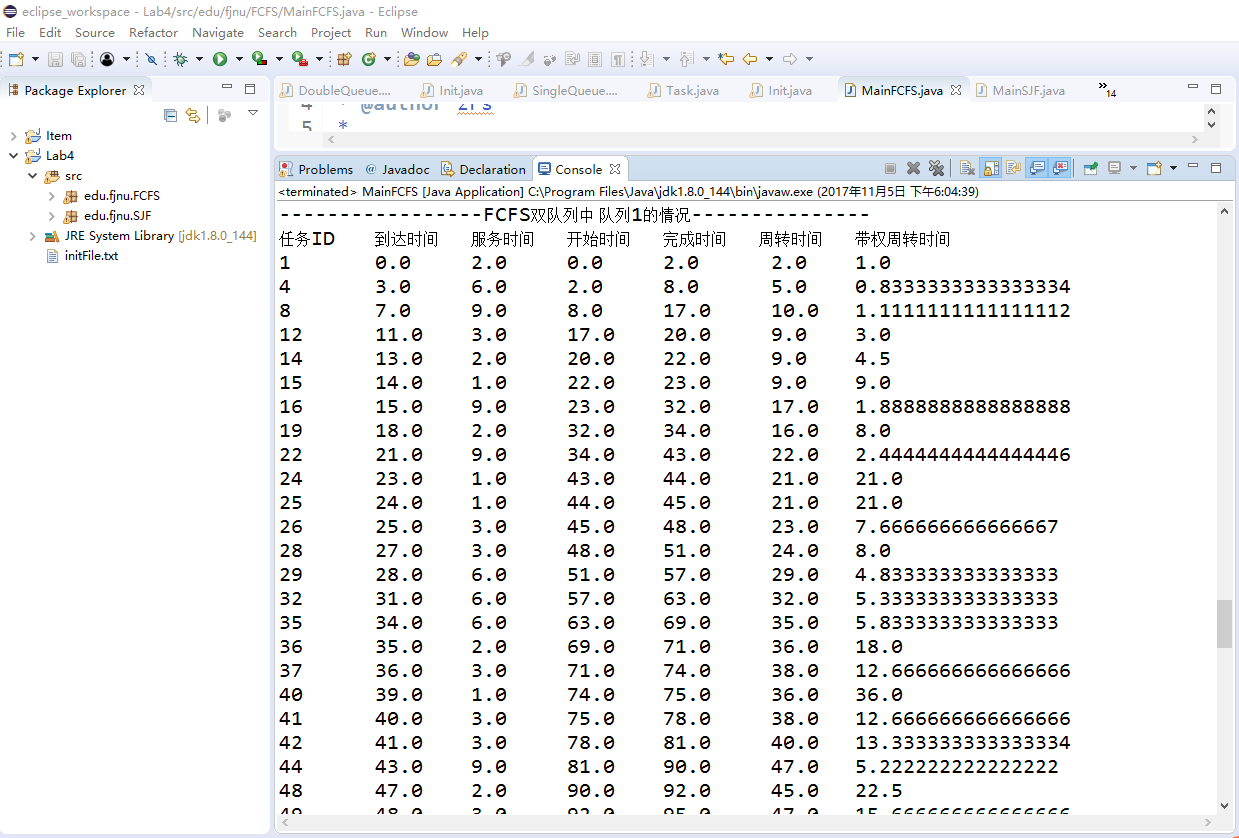 eclipse_workspace - Lab4/src/edu/fjnu/FCFS/MainFCFS.java - Eclipse
File Edit Source Refactor Navigate Search Project Run Window Help
Package Explorer
Item
Lab4
src
edu.fjnu.FCFS
edu.fjnu.SJF
JRE System Library [jdk1.8.0_144]
initFile.txt
DoubleQueue.... Init.java SingleQueue.... Task.java Init.java MainFCFS.java MainSJF.java 14
4 * @author zfs
5 *
Problems @ Javadoc Declaration Console
<terminated> MainFCFS [Java Application] C:\Program Files\Java\jdk1.8.0_144\bin\javaw.exe (2017年11月5日 下午6:04:39)
-----------------FCFS双队列中 队列1的情况---------------
任务ID 到达时间 服务时间 开始时间 完成时间 周转时间 带权周转时间
1 0.0 2.0 0.0 2.0 2.0 1.0
4 3.0 6.0 2.0 8.0 5.0 0.8333333333333334
8 7.0 9.0 8.0 17.0 10.0 1.1111111111111112
12 11.0 3.0 17.0 20.0 9.0 3.0
14 13.0 2.0 20.0 22.0 9.0 4.5
15 14.0 1.0 22.0 23.0 9.0 9.0
16 15.0 9.0 23.0 32.0 17.0 1.8888888888888888
19 18.0 2.0 32.0 34.0 16.0 8.0
22 21.0 9.0 34.0 43.0 22.0 2.4444444444444446
24 23.0 1.0 43.0 44.0 21.0 21.0
25 24.0 1.0 44.0 45.0 21.0 21.0
26 25.0 3.0 45.0 48.0 23.0 7.666666666666667
28 27.0 3.0 48.0 51.0 24.0 8.0
29 28.0 6.0 51.0 57.0 29.0 4.833333333333333
32 31.0 6.0 57.0 63.0 32.0 5.333333333333333
35 34.0 6.0 63.0 69.0 35.0 5.833333333333333
36 35.0 2.0 69.0 71.0 36.0 18.0
37 36.0 3.0 71.0 74.0 38.0 12.666666666666666
40 39.0 1.0 74.0 75.0 36.0 36.0
41 40.0 3.0 75.0 78.0 38.0 12.666666666666666
42 41.0 3.0 78.0 81.0 40.0 13.333333333333334
44 43.0 9.0 81.0 90.0 47.0 5.222222222222222
48 47.0 2.0 90.0 92.0 45.0 22.5
49 48.0 3.0 92.0 95.0 47.0 15.666666666666666